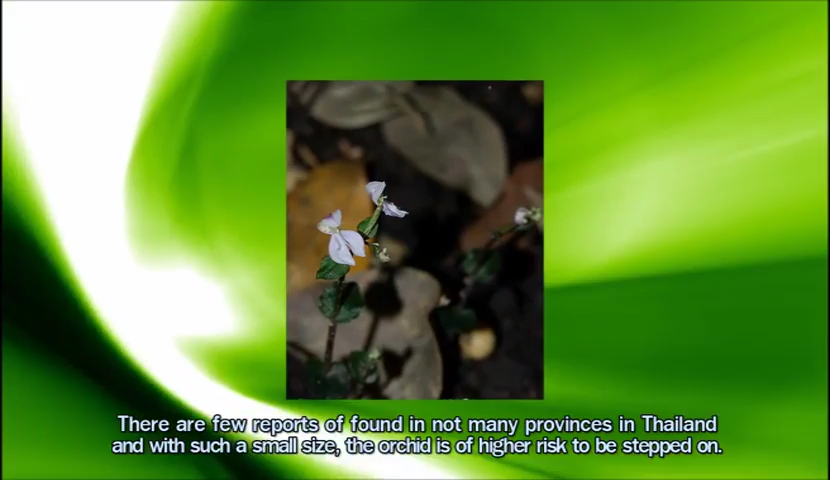 There are few reports of found in not many provinces in Thailand
and with such a small size, the orchid is of higher risk to be stepped on.